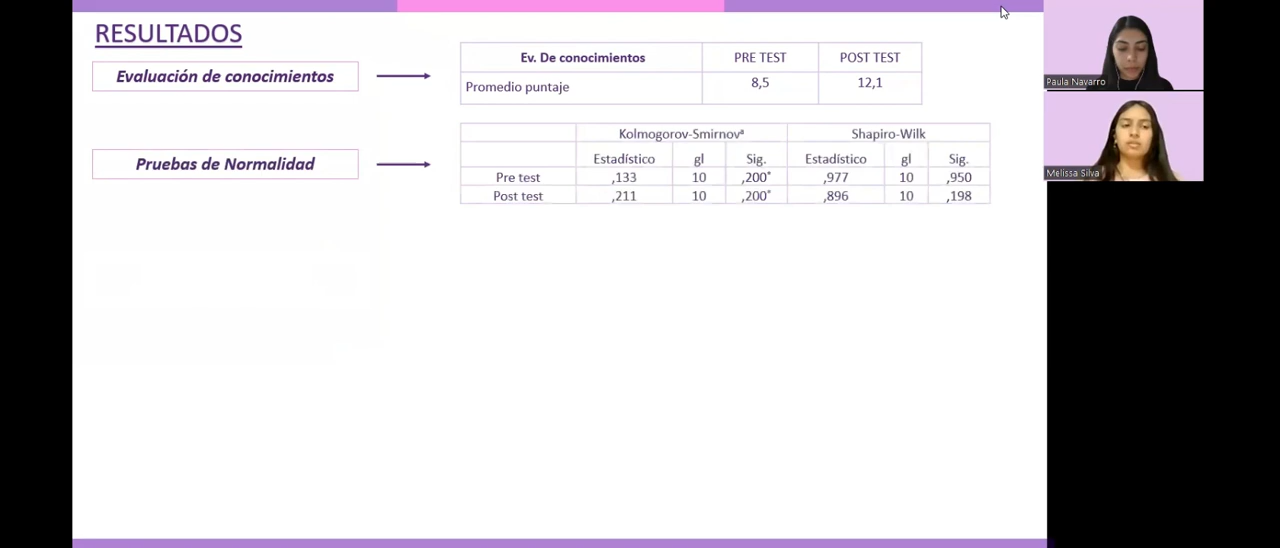 RESULTADOS
Evaluación de conocimientos
Ev. De conocimientos PRE TEST POST TEST
Promedio puntaje 8,5 12,1
Pruebas de Normalidad
Kolmogorov-Smirnovª Shapiro-Wilk
Estadístico gl Sig. Estadístico gl Sig.
Pre test ,133 10 ,200* ,977 10 ,950
Post test ,211 10 ,200* ,896 10 ,198
Paula Navarro
Melissa Silva